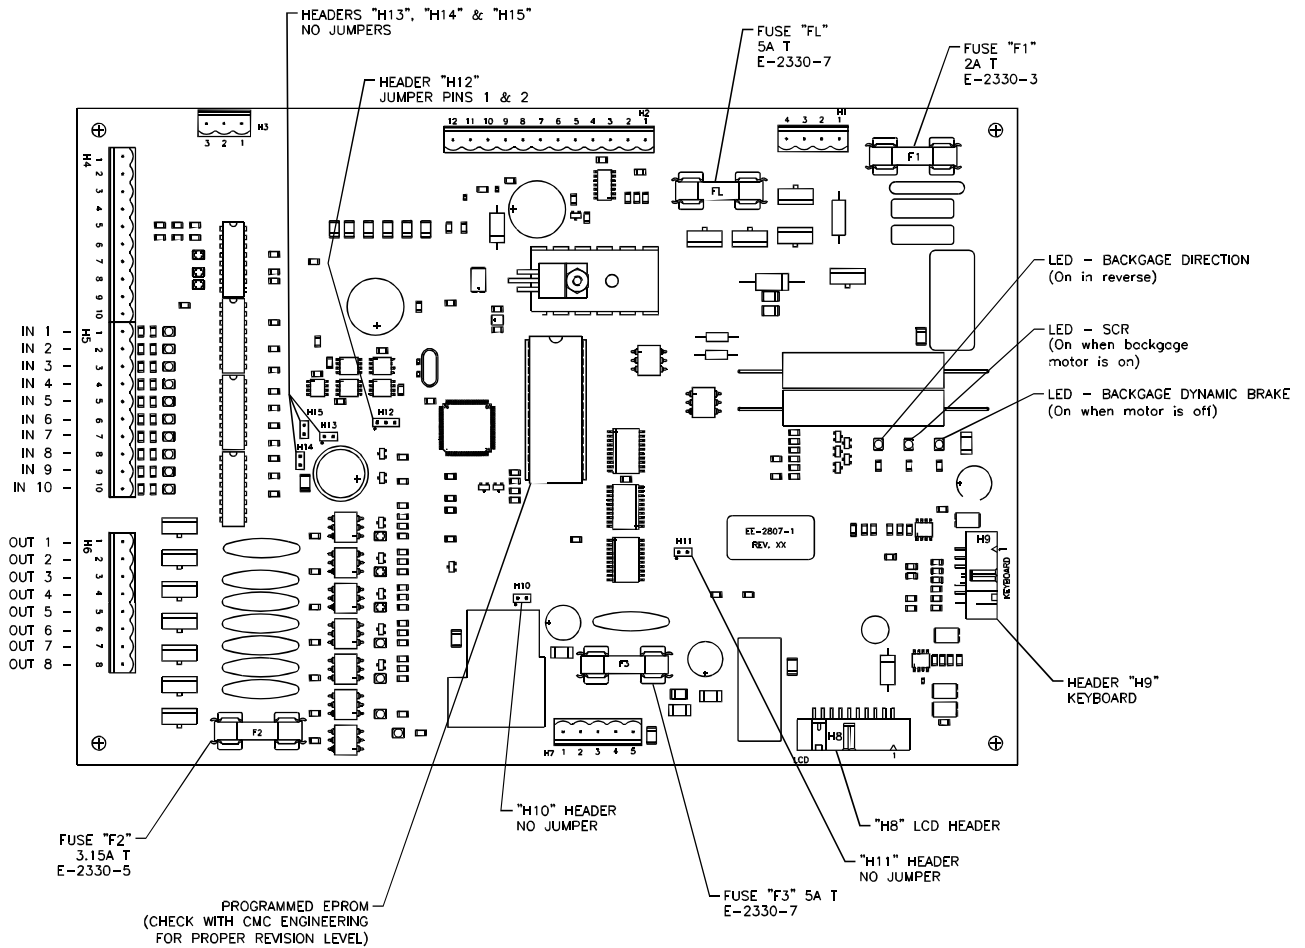 HEADERS "H13", "H14" & "H15"
NO JUMPERS
HEADER "H12"
JUMPER PINS 1 & 2
FUSE "FL"
5A T
E-2330-7
FUSE "F1"
2A T
E-2330-3
H3
3 2 1
H2
12 11 10 9 8 7 6 5 4 3 2 1
H1
4 3 2 1
F1
FL
H4
1
2
3
4
5
6
7
8
9
10
LED - BACKGAGE DIRECTION
(On in reverse)
LED - SCR
(On when backgage
motor is on)
LED - BACKGAGE DYNAMIC BRAKE
(On when motor is off)
IN 1 -
IN 2 -
IN 3 -
IN 4 -
IN 5 -
IN 6 -
IN 7 -
IN 8 -
IN 9 -
IN 10 -
H5
1
2
3
4
5
6
7
8
9
10
H15
H13
H12
H14
OUT 1 -
OUT 2 -
OUT 3 -
OUT 4 -
OUT 5 -
OUT 6 -
OUT 7 -
OUT 8 -
H6
1
2
3
4
5
6
7
8
EE-2807-1
REV. XX
H11
H10
H9
1
KEYBOARD
F3
F2
H7
1 2 3 4 5
H8
1
LCD
HEADER "H9"
KEYBOARD
"H10" HEADER
NO JUMPER
"H8" LCD HEADER
"H11" HEADER
NO JUMPER
FUSE "F2"
3.15A T
E-2330-5
FUSE "F3" 5A T
E-2330-7
PROGRAMMED EPROM
(CHECK WITH CMC ENGINEERING
FOR PROPER REVISION LEVEL)